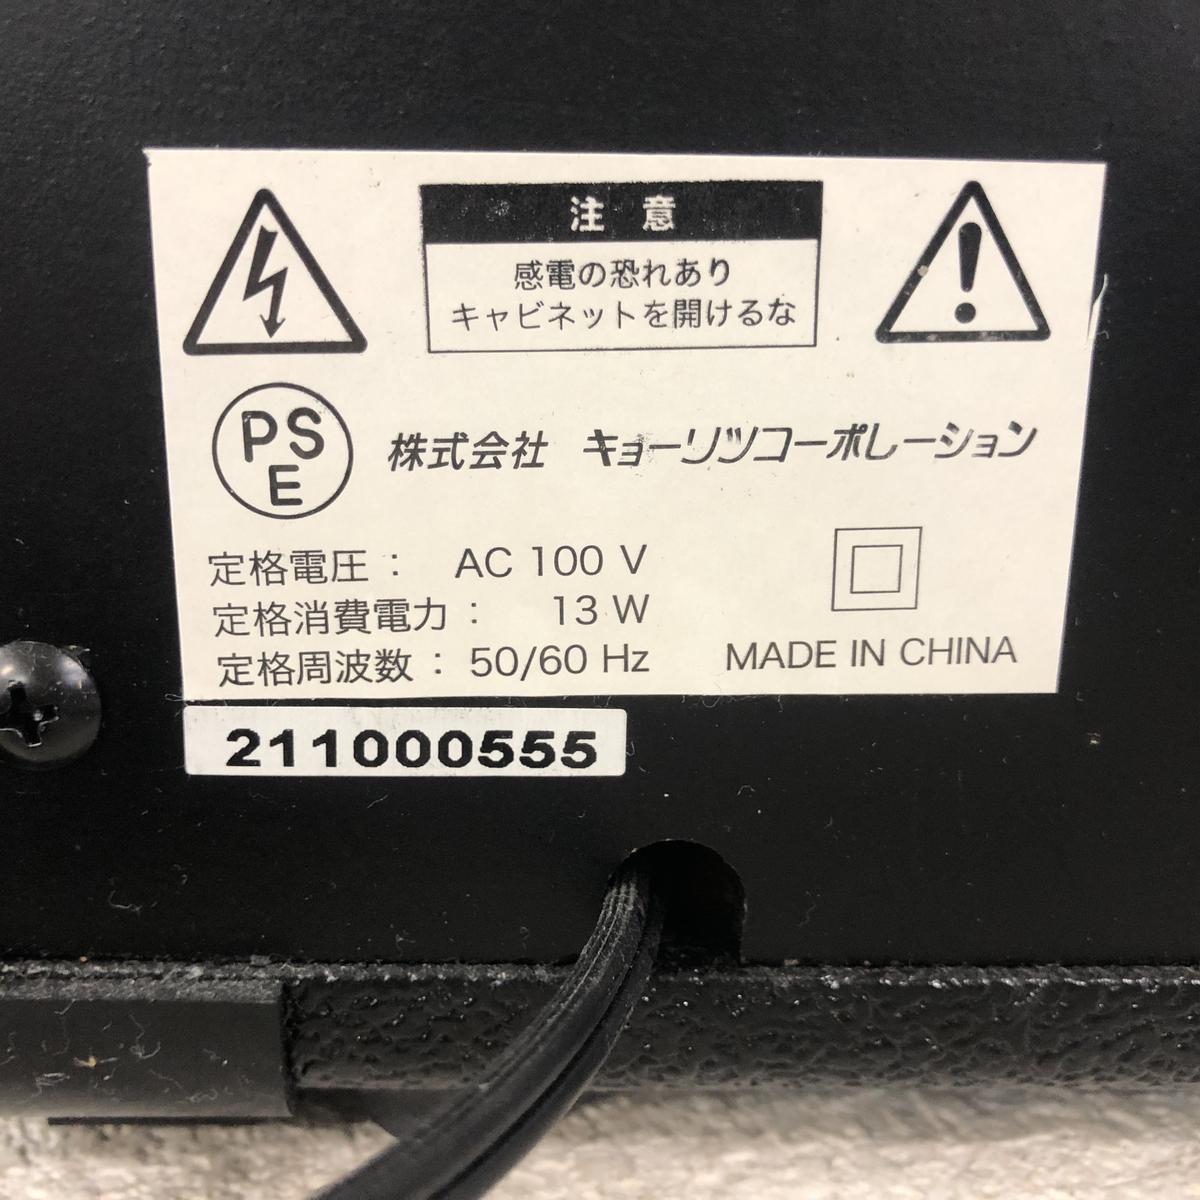 注 意
感電の恐れあり
キャビネットを開けるな
PS
E
株式会社 キョーリツコーポレーション
定格電圧： AC 100 V
定格消費電力： 13 W
定格周波数： 50/60 Hz
MADE IN CHINA
211000555